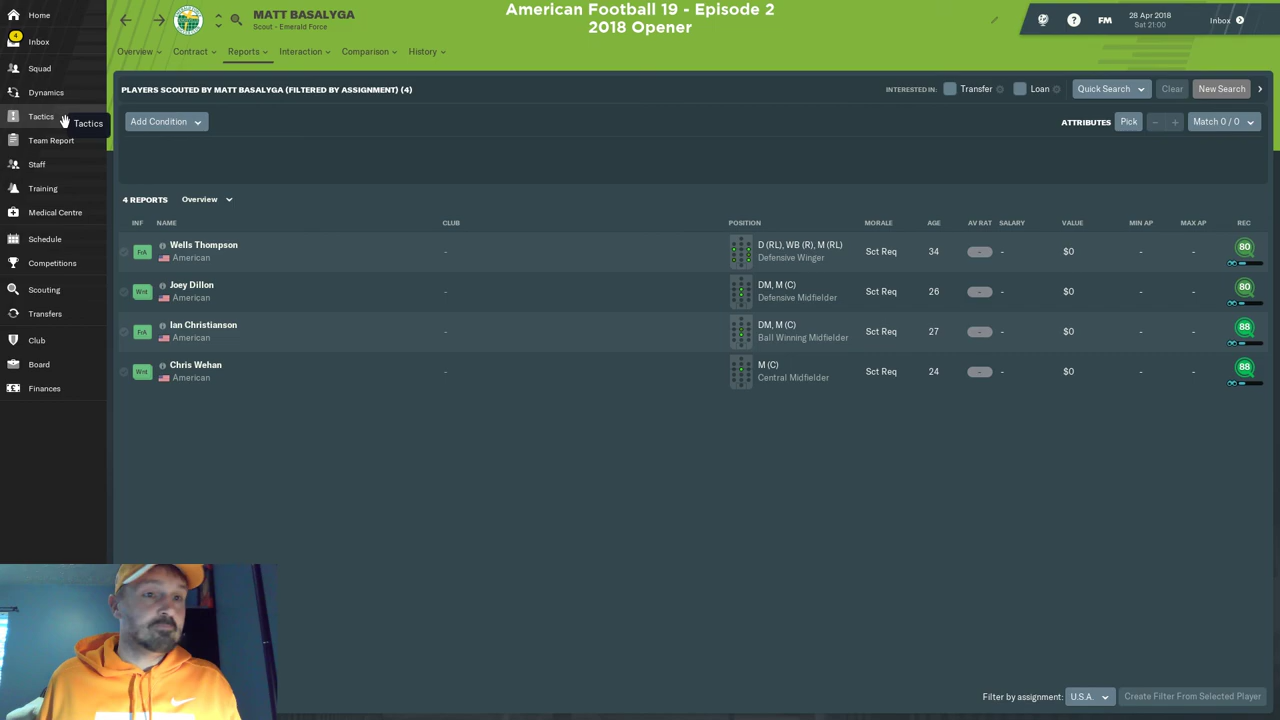 Home
4
Inbox
Squad
Dynamics
Tactics
Tactics
Team Report
Staff
Training
Medical Centre
Schedule
Competitions
Scouting
Transfers
Club
Board
Finances
MATT BASALYGA
Scout - Emerald Force
American Football 19 - Episode 2
2018 Opener
FM
28 Apr 2018
Sat 21:00
Inbox
Overview
Contract
Reports
Interaction
Comparison
History
PLAYERS SCOUTED BY MATT BASALYGA (FILTERED BY ASSIGNMENT) (4)
INTERESTED IN: Transfer Loan Quick Search Clear New Search
Add Condition
ATTRIBUTES Pick - + Match 0 / 0
4 REPORTS Overview
INF NAME CLUB POSITION MORALE AGE AV RAT SALARY VALUE MIN AP MAX AP REC
FrA Wells Thompson - D (RL), WB (R), M (RL) Sct Req 34 - - $0 - - 80
American Defensive Winger
Wnt Joey Dillon - DM, M (C) Sct Req 26 - - $0 - - 80
American Defensive Midfielder
FrA Ian Christianson - DM, M (C) Sct Req 27 - - $0 - - 88
American Ball Winning Midfielder
Wnt Chris Wehan - M (C) Sct Req 24 - - $0 - - 88
American Central Midfielder
Filter by assignment: U.S.A. Create Filter From Selected Player